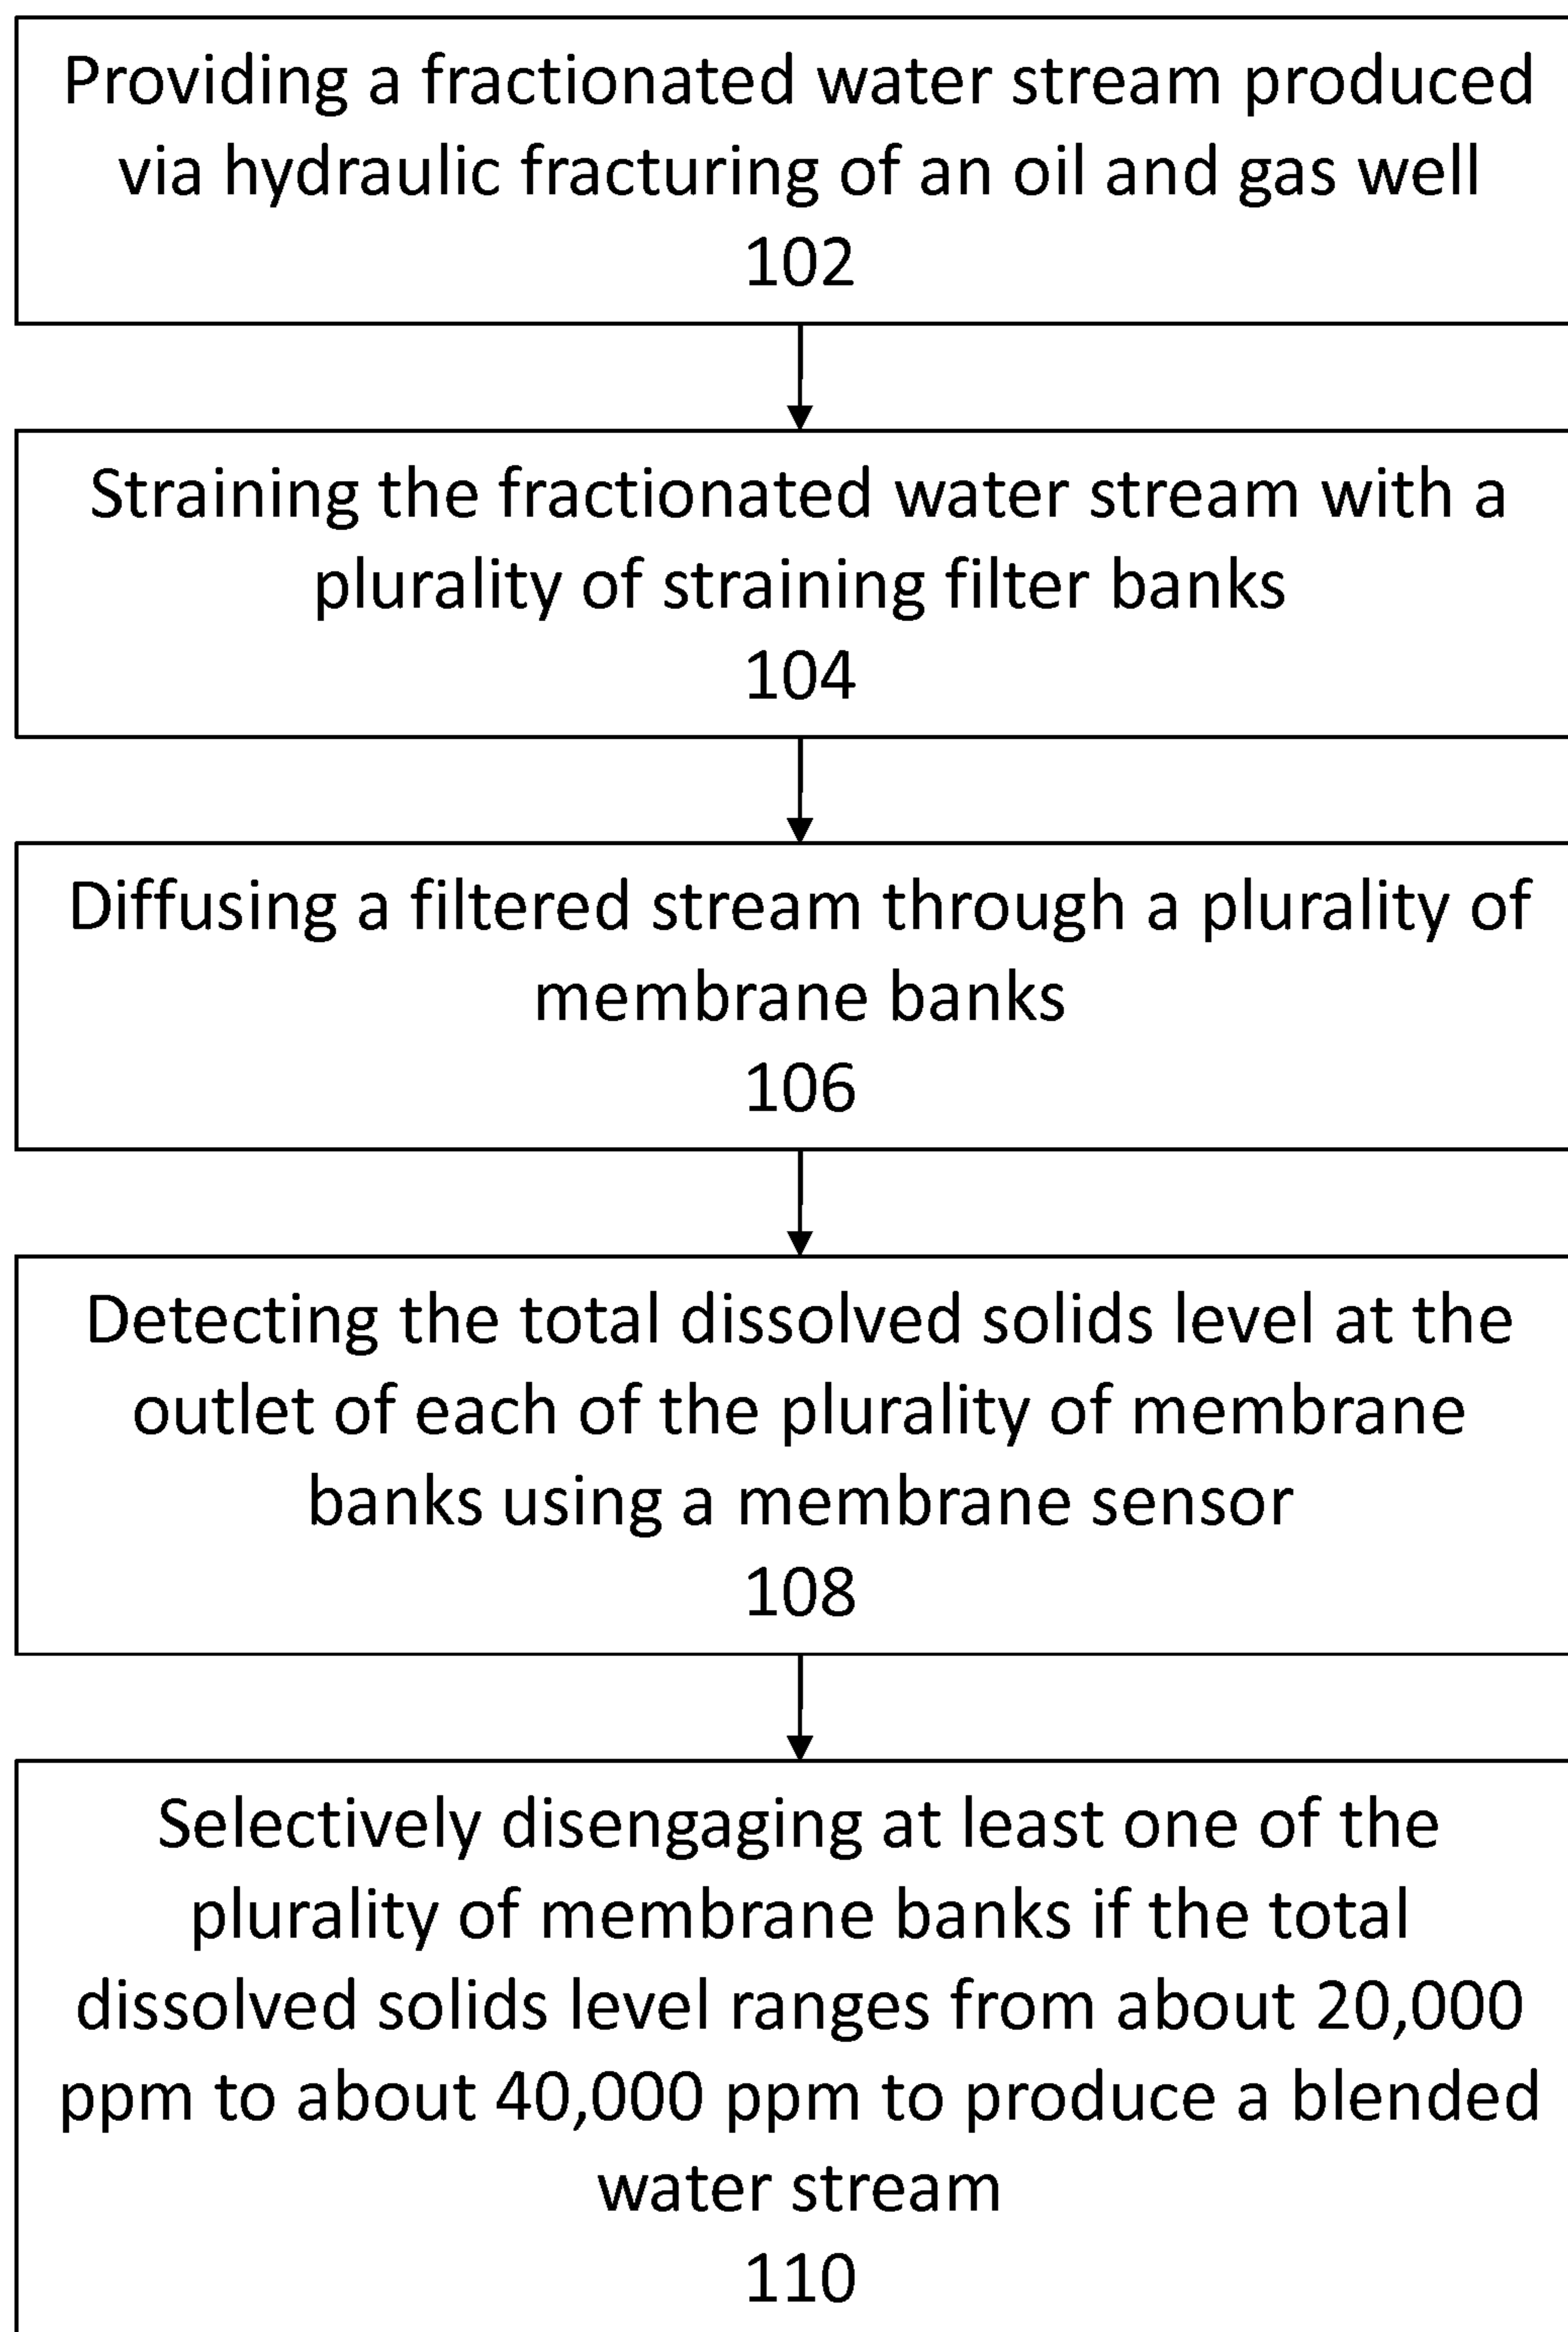 Providing a fractionated water stream produced
via hydraulic fracturing of an oil and gas well
102
Straining the fractionated water stream with a
plurality of straining filter banks
104
Diffusing a filtered stream through a plurality of
membrane banks
106
Detecting the total dissolved solids level at the
outlet of each of the plurality of membrane
banks using a membrane sensor
108
Selectively disengaging at least one of the
plurality of membrane banks if the total
dissolved solids level ranges from about 20,000
ppm to about 40,000 ppm to produce a blended
water stream
110